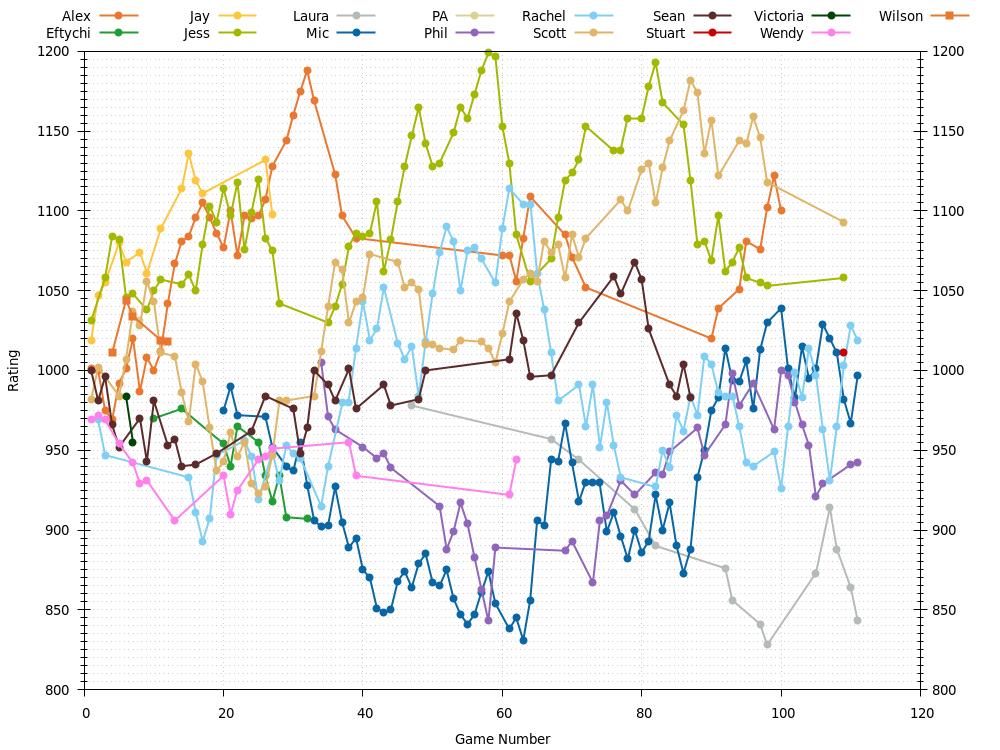 Alex Jay Laura PA Rachel Sean Victoria Wilson
Eftychi Jess Mic Phil Scott Stuart Wendy
1200 1200
1150 1150
1100 1100
1050 1050
1000 1000
950 950
900 900
850 850
800 800
Rating
0 20 40 60 80 100 120
Game Number